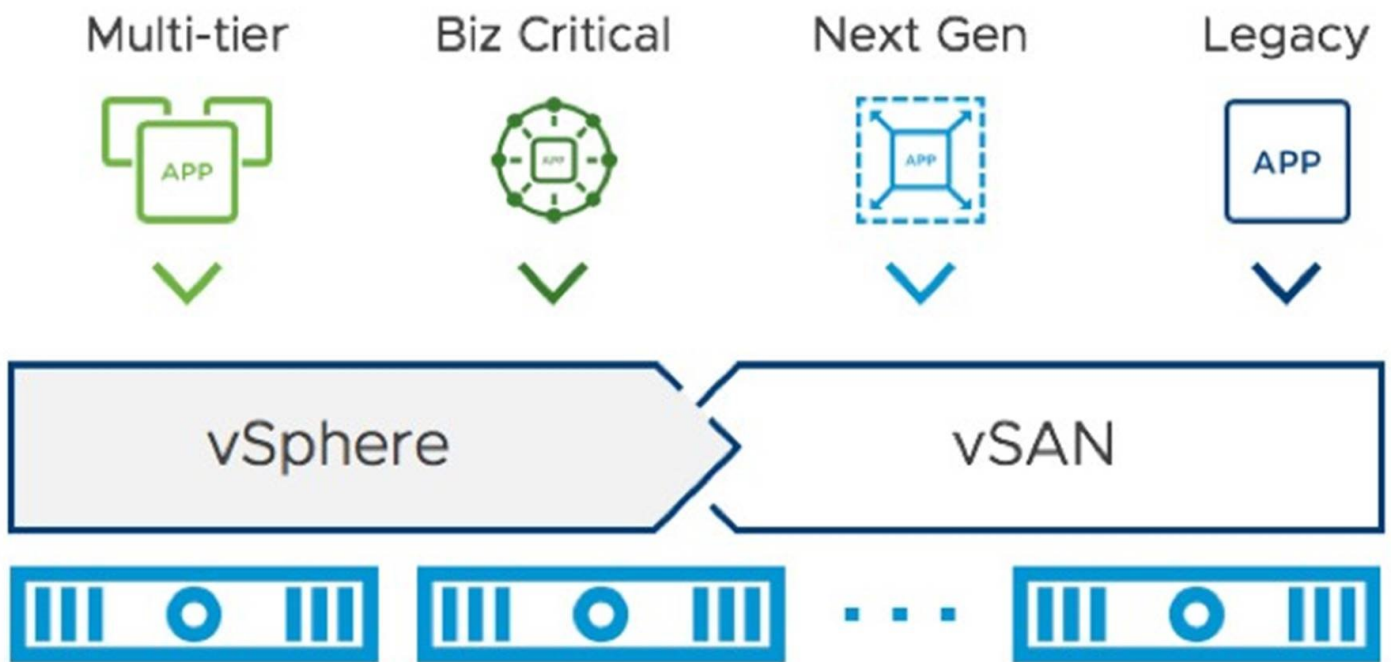 Multi-tier
Biz Critical
Next Gen
Legacy
APP
APP
APP
APP
vSphere
vSAN